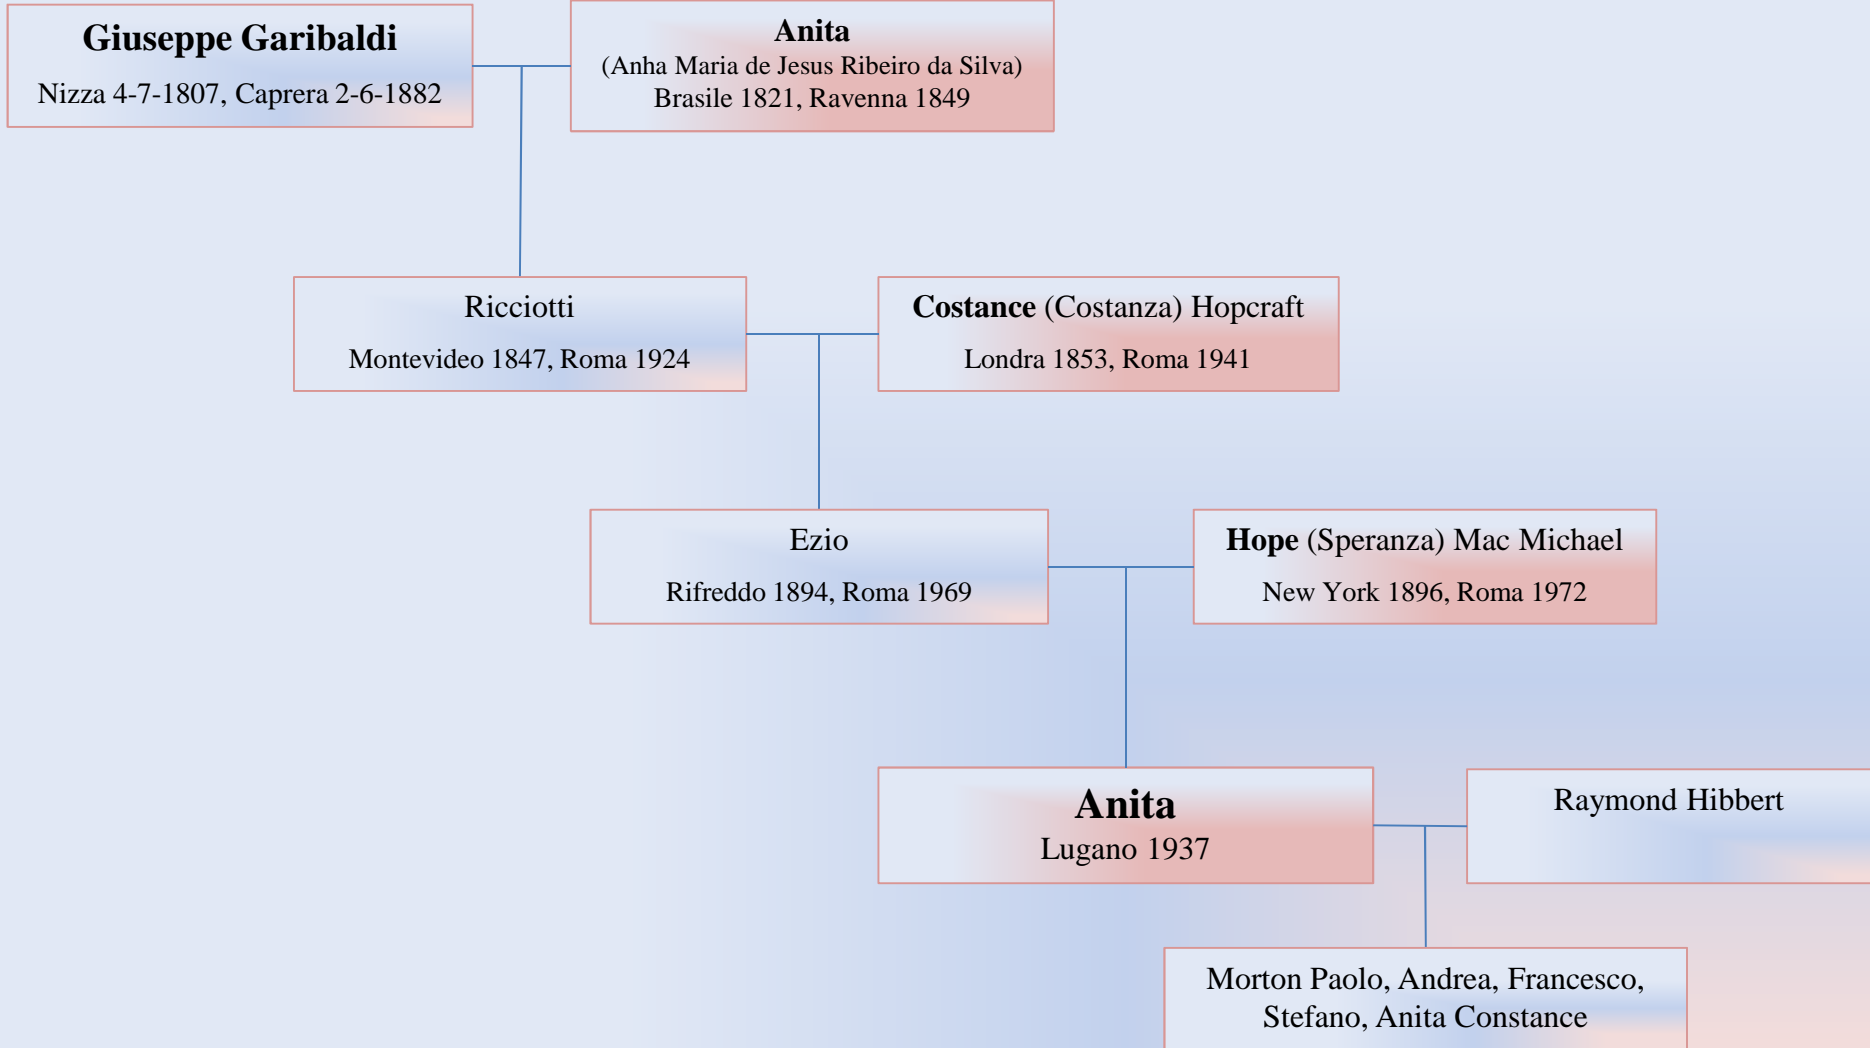 Giuseppe Garibaldi
Nizza 4-7-1807, Caprera 2-6-1882
Anita
(Anha Maria de Jesus Ribeiro da Silva)
Brasile 1821, Ravenna 1849
Ricciotti
Montevideo 1847, Roma 1924
Costance (Costanza) Hopcraft
Londra 1853, Roma 1941
Ezio
Rifreddo 1894, Roma 1969
Hope (Speranza) Mac Michael
New York 1896, Roma 1972
Anita
Lugano 1937
Raymond Hibbert
Morton Paolo, Andrea, Francesco,
Stefano, Anita Constance